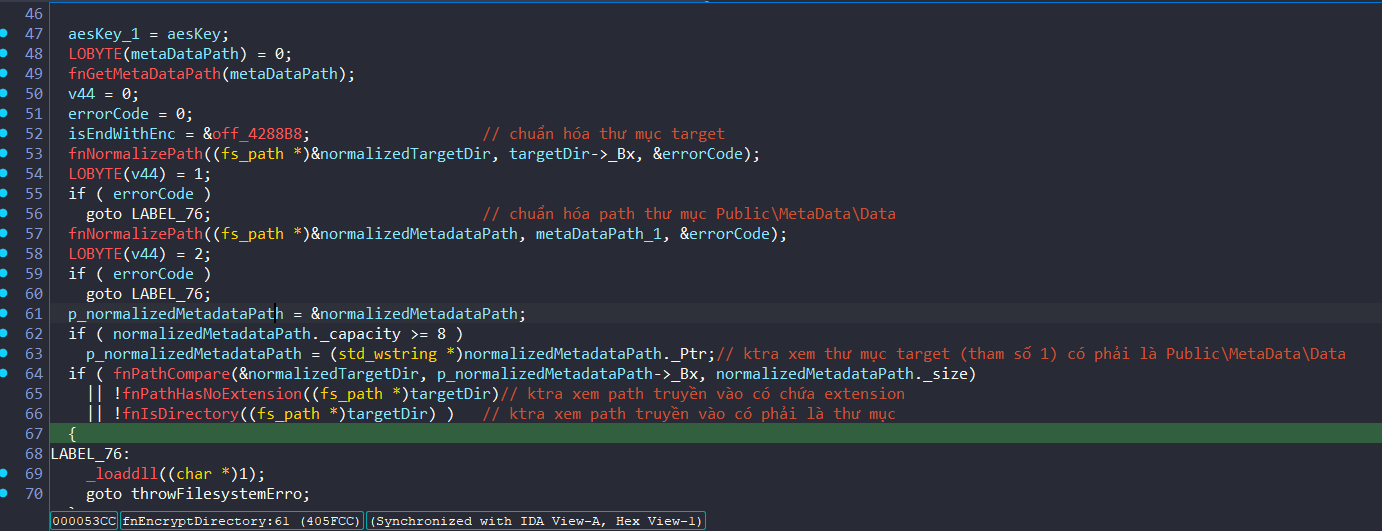 46
47 aesKey_1 = aesKey;
48 LOBYTE(metaDataPath) = 0;
49 fnGetMetaDataPath(metaDataPath);
50 v44 = 0;
51 errorCode = 0;
52 isEndWithEnc = &off_4288B8; // chuẩn hóa thư mục target
53 fnNormalizePath((fs_path *)&normalizedTargetDir, targetDir->_Bx, &errorCode);
54 LOBYTE(v44) = 1;
55 if ( errorCode )
56 goto LABEL_76; // chuẩn hóa path thư mục Public\MetaData\Data
57 fnNormalizePath((fs_path *)&normalizedMetadataPath, metaDataPath_1, &errorCode);
58 LOBYTE(v44) = 2;
59 if ( errorCode )
60 goto LABEL_76;
61 p_normalizedMetadataPath = &normalizedMetadataPath;
62 if ( normalizedMetadataPath._capacity >= 8 )
63 p_normalizedMetadataPath = (std_wstring *)normalizedMetadataPath._Ptr;// ktra xem thư mục target (tham số 1) có phải là Public\MetaData\Data
64 if ( fnPathCompare(&normalizedTargetDir, p_normalizedMetadataPath->_Bx, normalizedMetadataPath._size)
65 || !fnPathHasNoExtension((fs_path *)targetDir)// ktra xem path truyền vào có chứa extension
66 || !fnIsDirectory((fs_path *)targetDir) ) // ktra xem path truyền vào có phải là thư mục
67 {
68 LABEL_76:
69 _loaddll((char *)1);
70 goto throwFilesystemErro;
000053CC fnEncryptDirectory:61 (405FCC) (Synchronized with IDA View-A, Hex View-1)